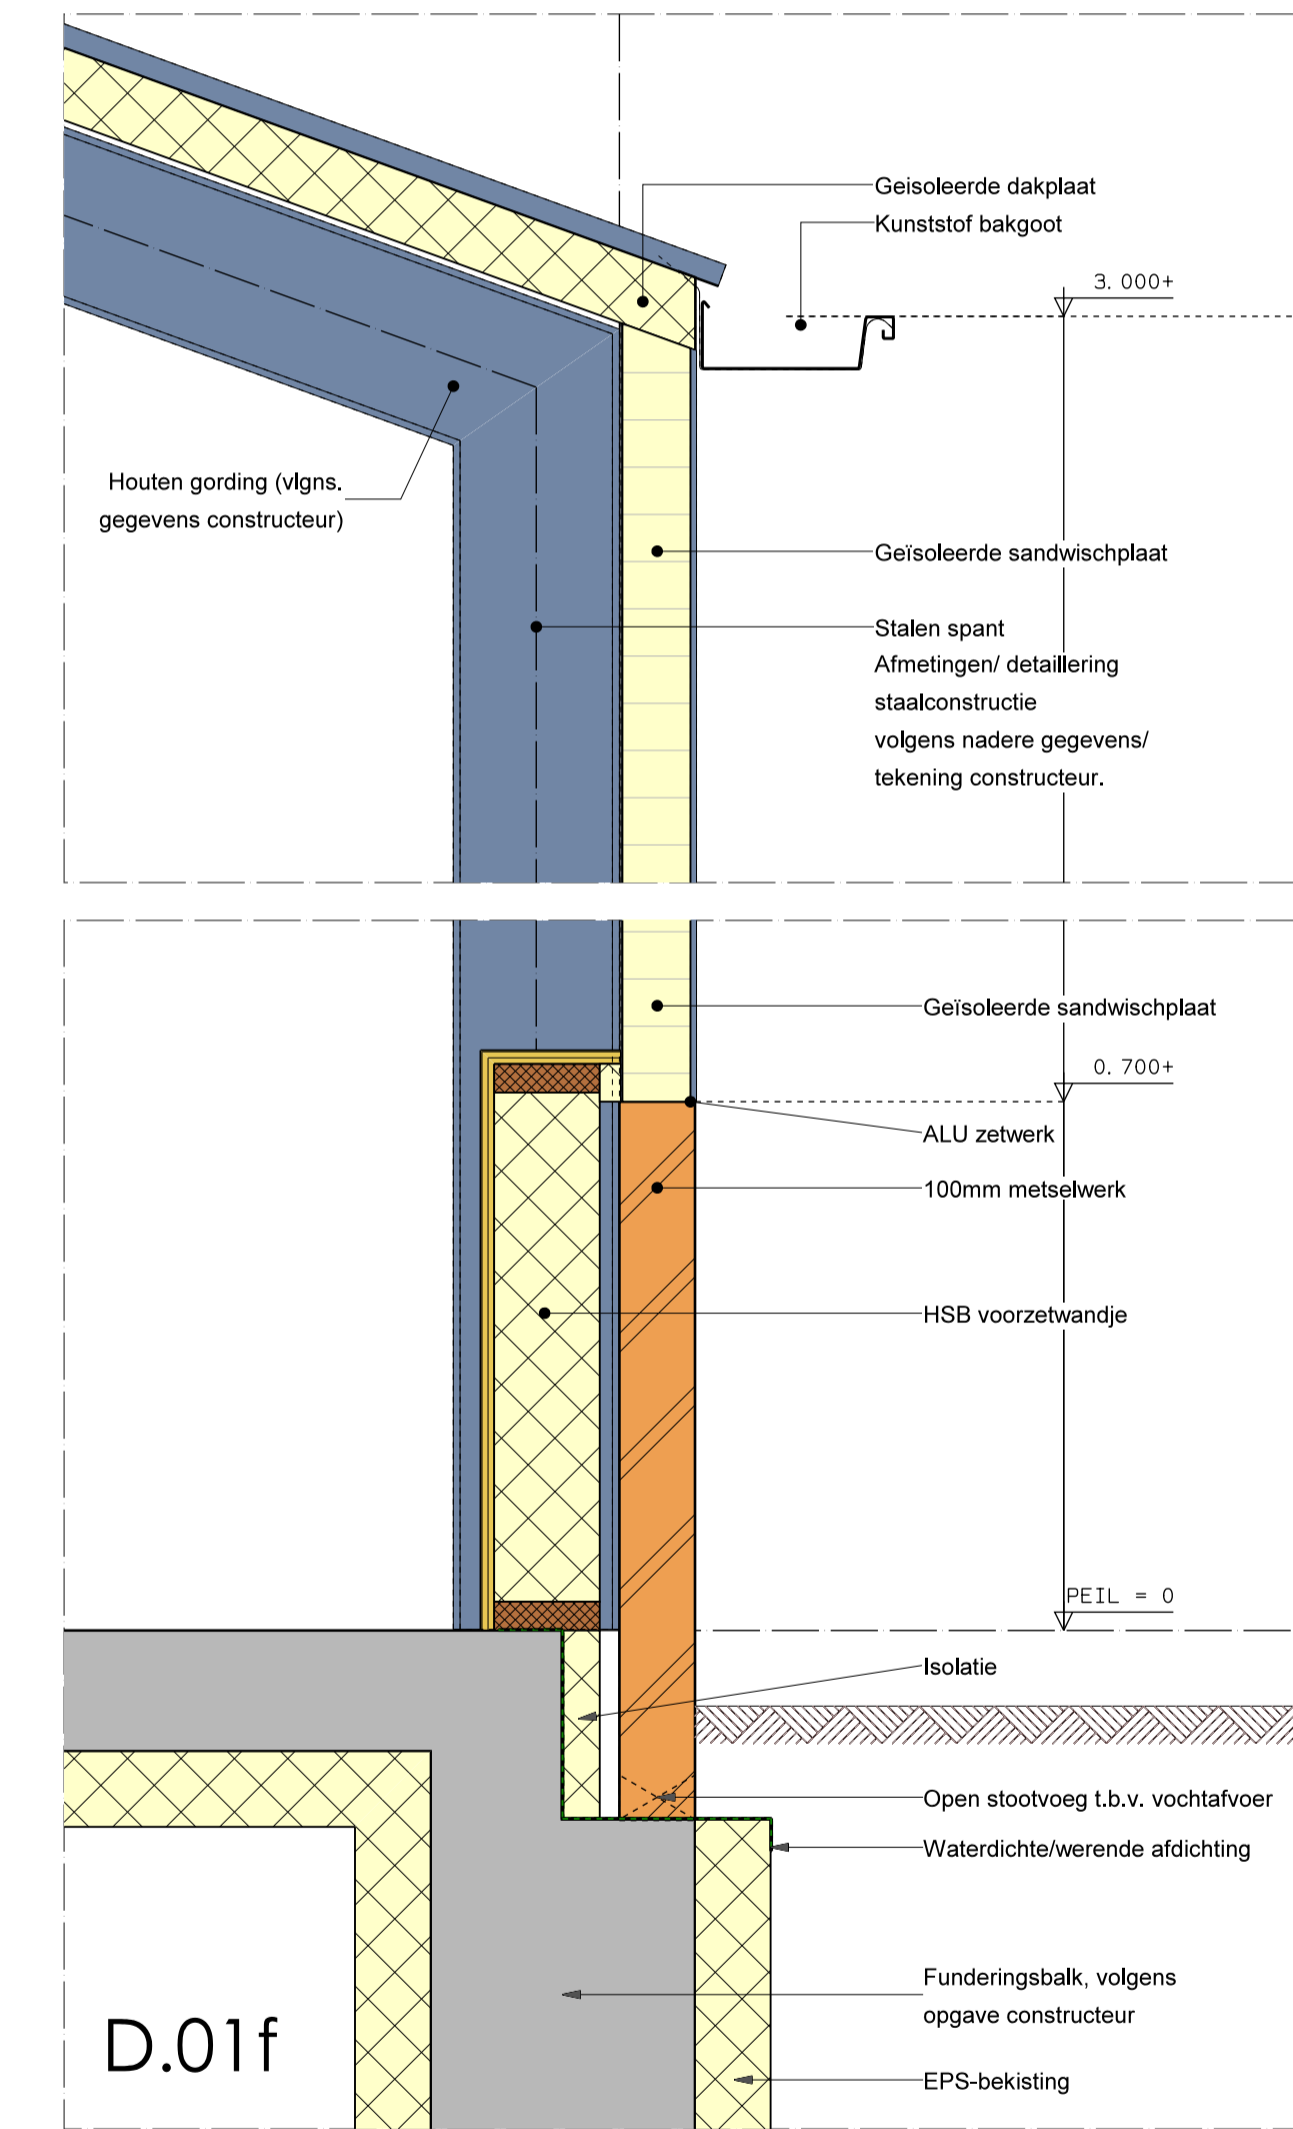 Geisoleerde dakplaat
Kunststof bakgoot
3.000+
Houten gording (vlgns.
gegevens constructeur)
Geïsoleerde sandwischplaat
Stalen spant
Afmetingen/ detaillering
staalconstructie
volgens nadere gegevens/
tekening constructeur.
Geïsoleerde sandwischplaat
0.700+
ALU zetwerk
100mm metselwerk
HSB voorzetwandje
PEIL = 0
Isolatie
Open stootvoeg t.b.v. vochtafvoer
Waterdichte/werende afdichting
Funderingsbalk, volgens
opgave constructeur
D.01f
EPS-bekisting